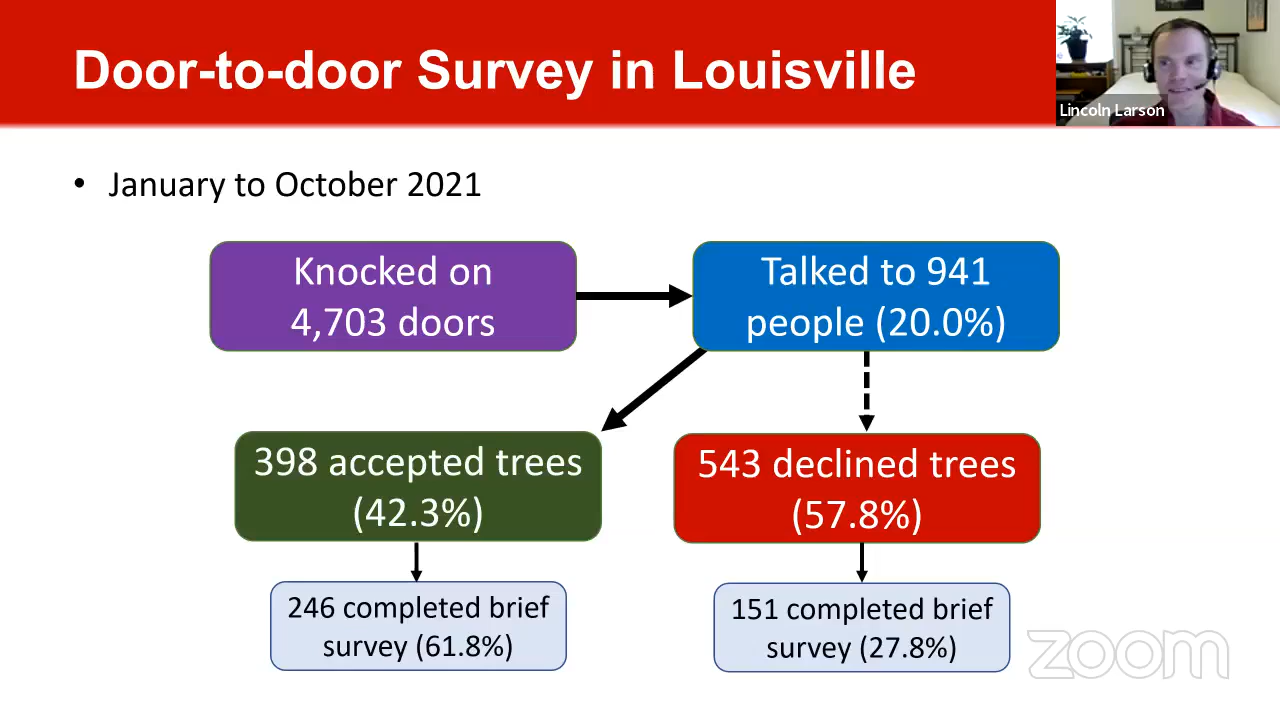 Door-to-door Survey in Louisville
Lincoln Larson
• January to October 2021
Knocked on
4,703 doors
Talked to 941
people (20.0%)
398 accepted trees
(42.3%)
543 declined trees
(57.8%)
246 completed brief
survey (61.8%)
151 completed brief
survey (27.8%)
zoom